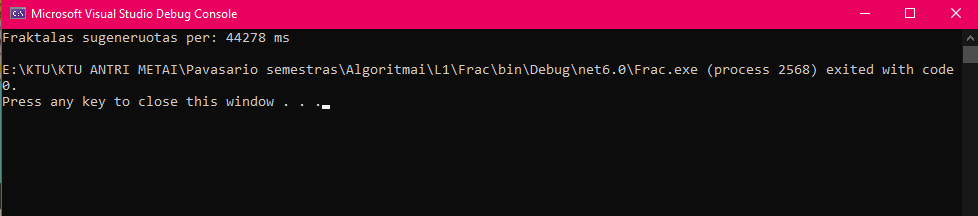 Microsoft Visual Studio Debug Console
Fraktalas sugeneruotas per: 44278 ms
E:\KTU\KTU ANTRI METAI\Pavasario semestras\Algoritmai\L1\Frac\bin\Debug\net6.0\Frac.exe (process 2568) exited with code
0.
Press any key to close this window . . .